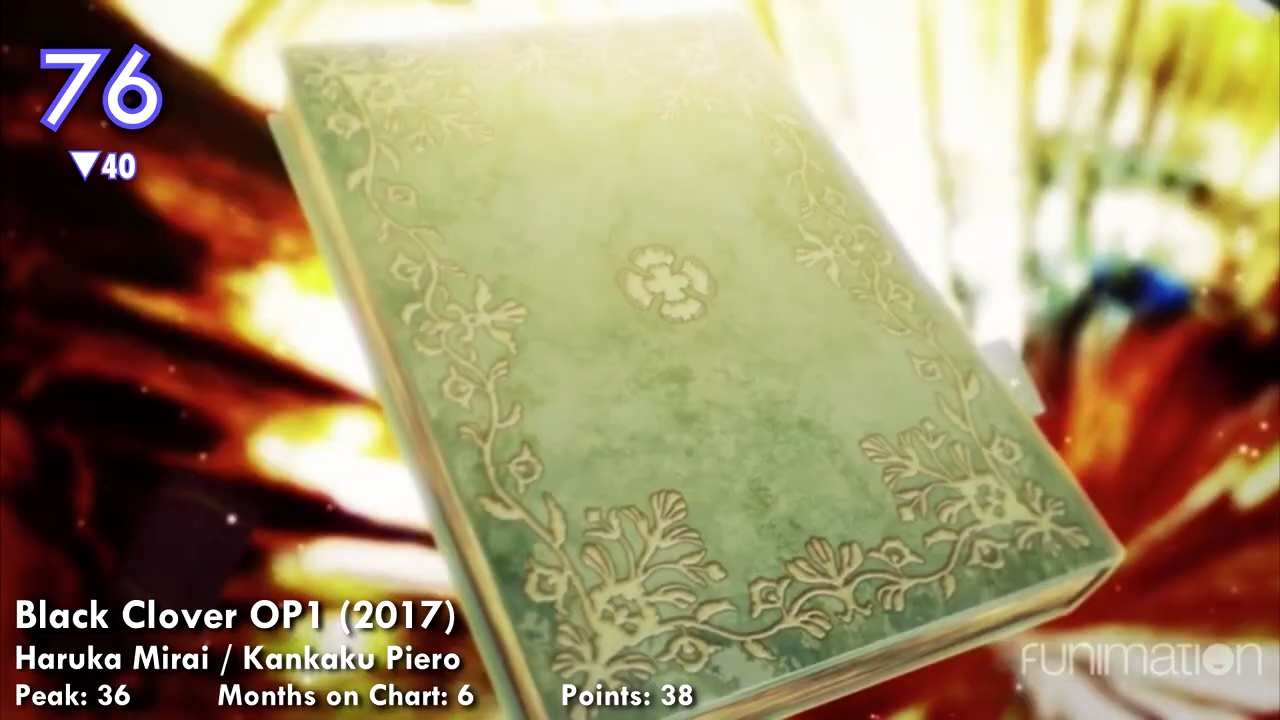 76
▼40
Black Clover OP1 (2017)
Haruka Mirai / Kankaku Piero
Peak: 36 Months on Chart: 6 Points: 38
FUNIMATION